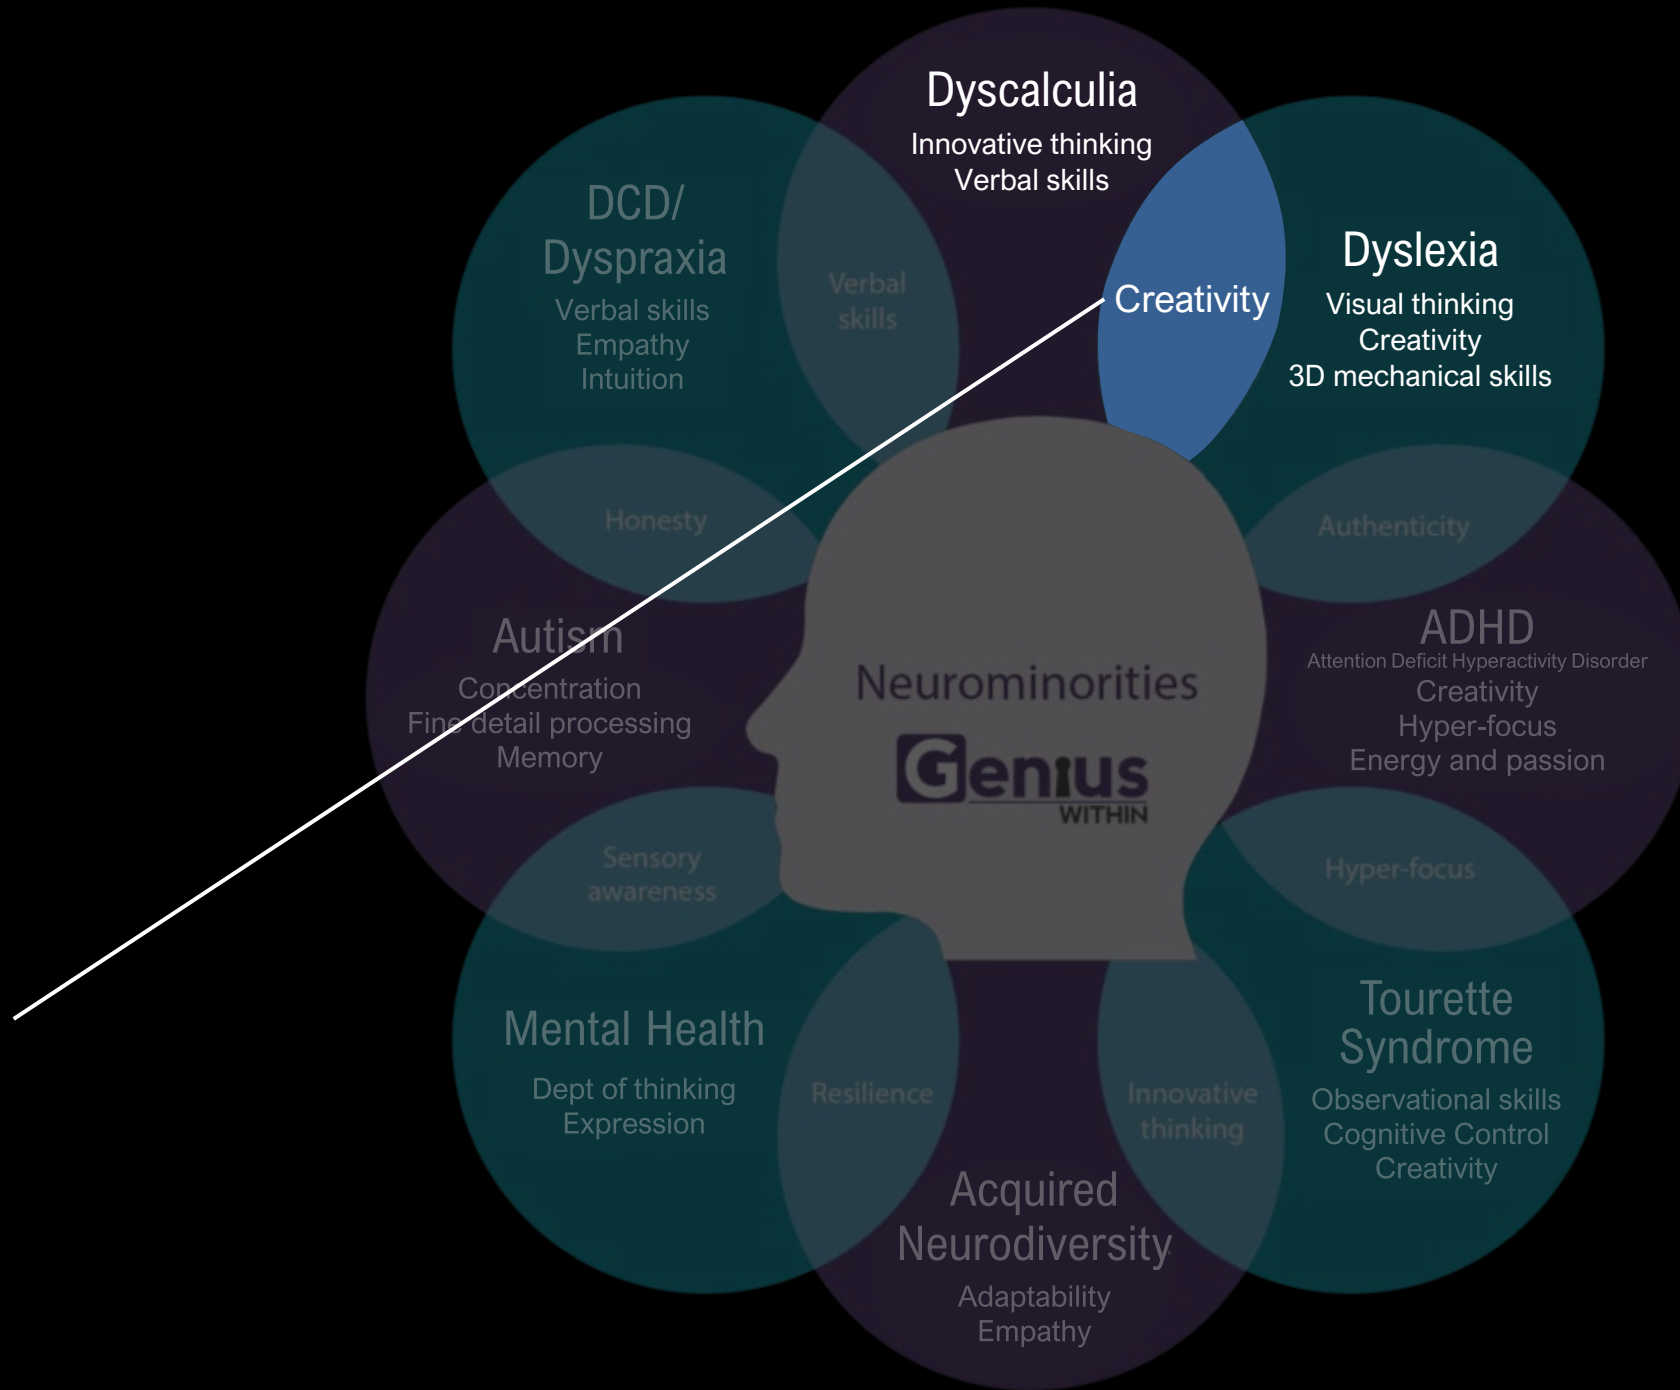 Dyscalculia
Innovative thinking
Verbal skills
Creativity
Dyslexia
Visual thinking
Creativity
3D mechanical skills
Authenticity
ADHD
Attention Deficit Hyperactivity Disorder
Creativity
Hyper-focus
Energy and passion
Hyper-focus
Tourette
Syndrome
Observational skills
Cognitive Control
Creativity
Innovative
thinking
Acquired
Neurodiversity
Adaptability
Empathy
Resilience
Mental Health
Dept of thinking
Expression
Sensory
awareness
Autism
Concentration
Fine detail processing
Memory
Honesty
DCD/
Dyspraxia
Verbal skills
Empathy
Intuition
Verbal
skills
Neurominorities
Genius
WITHIN